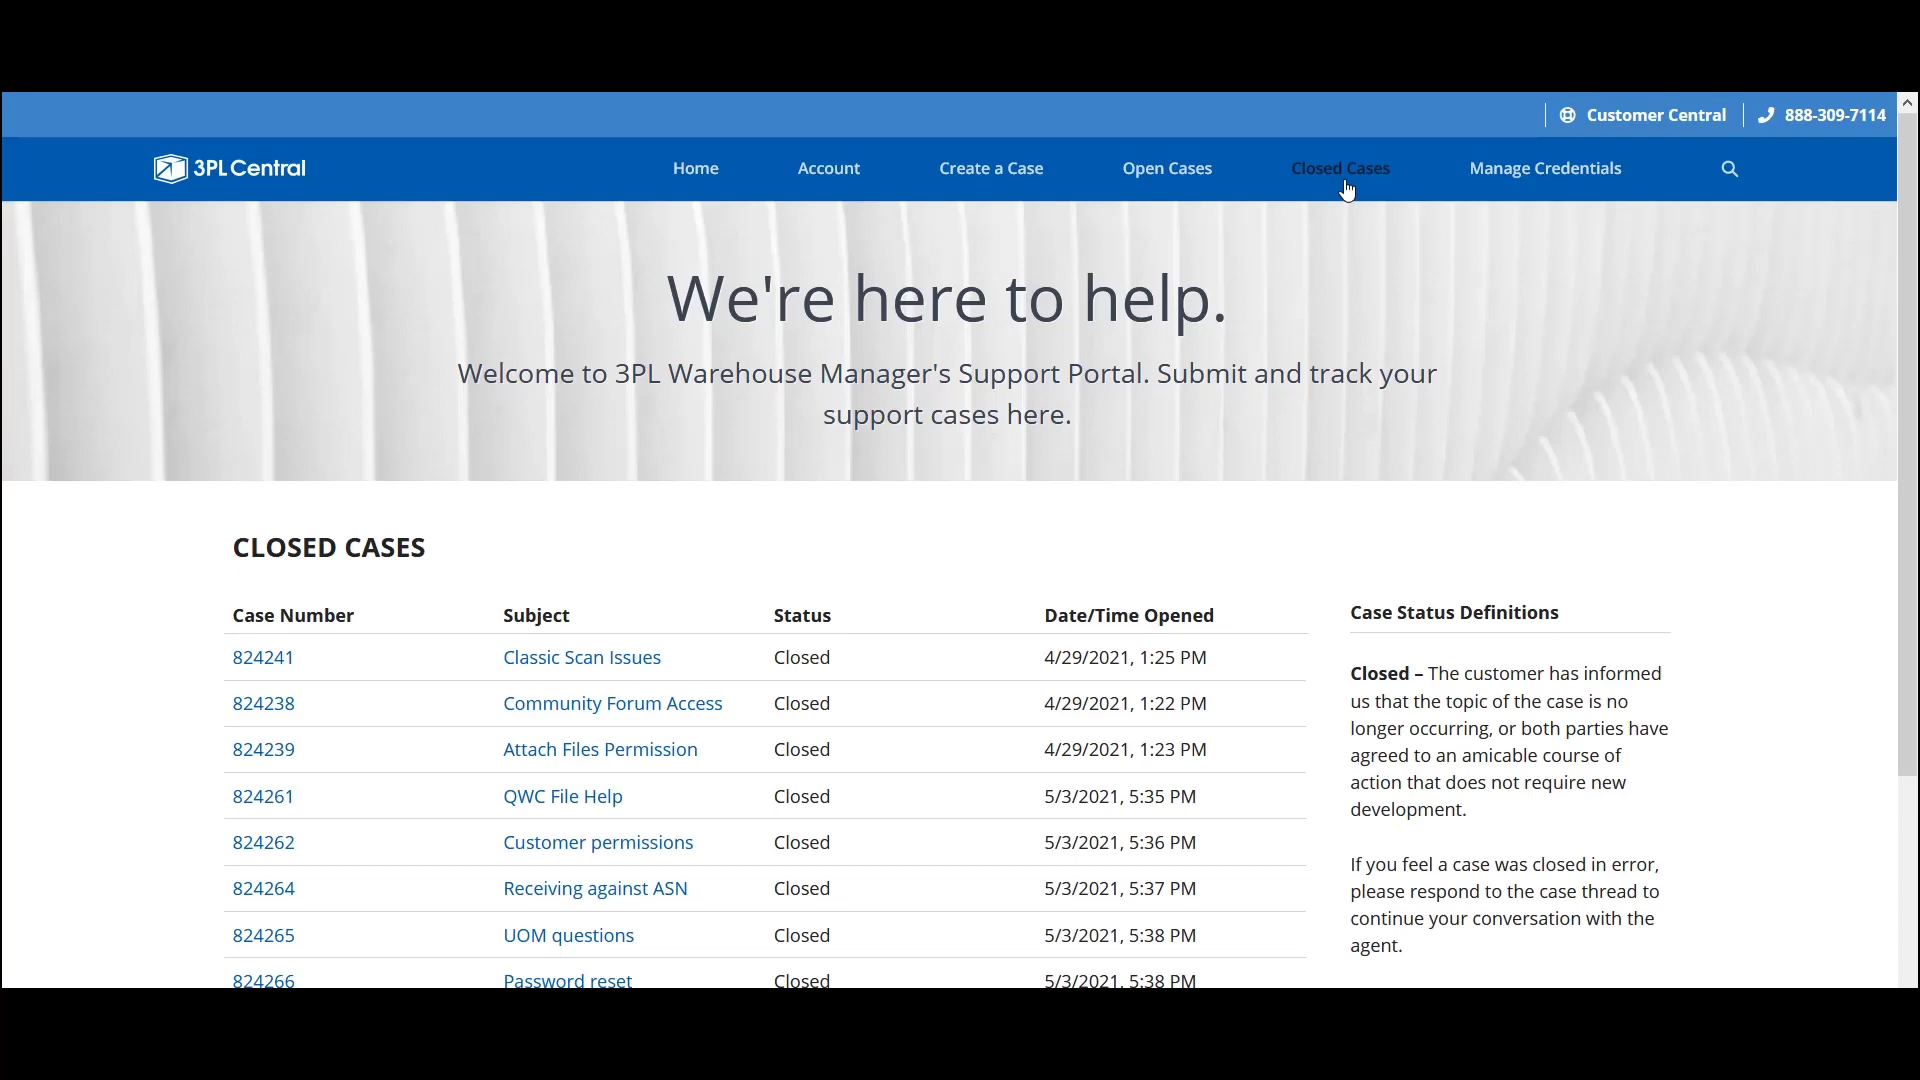 Customer Central
888-309-7114
3PL Central
Home
Account
Create a Case
Open Cases
Closed Cases
Manage Credentials
We're here to help.
Welcome to 3PL Warehouse Manager's Support Portal. Submit and track your
support cases here.
CLOSED CASES
Case Number Subject Status Date/Time Opened
824241 Classic Scan Issues Closed 4/29/2021, 1:25 PM
824238 Community Forum Access Closed 4/29/2021, 1:22 PM
824239 Attach Files Permission Closed 4/29/2021, 1:23 PM
824261 QWC File Help Closed 5/3/2021, 5:35 PM
824262 Customer permissions Closed 5/3/2021, 5:36 PM
824264 Receiving against ASN Closed 5/3/2021, 5:37 PM
824265 UOM questions Closed 5/3/2021, 5:38 PM
824266 Password reset Closed 5/3/2021, 5:38 PM
Case Status Definitions
Closed – The customer has informed
us that the topic of the case is no
longer occurring, or both parties have
agreed to an amicable course of
action that does not require new
development.
If you feel a case was closed in error,
please respond to the case thread to
continue your conversation with the
agent.